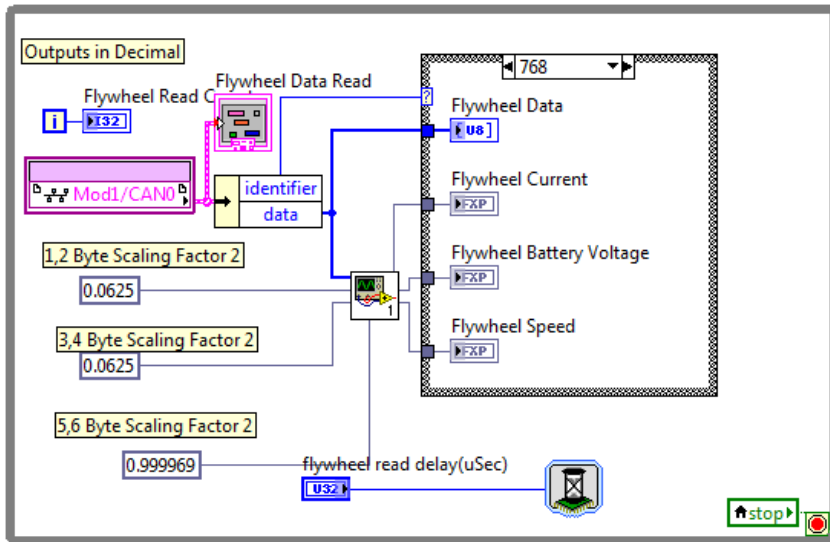 Outputs in Decimal
768
Flywheel Data Read
Flywheel Read C
i
I32
Flywheel Data
U8
?
Mod1/CAN0
identifier
data
Flywheel Current
FXP
1,2 Byte Scaling Factor 2
0.0625
Flywheel Battery Voltage
FXP
1
3,4 Byte Scaling Factor 2
0.0625
Flywheel Speed
FXP
5,6 Byte Scaling Factor 2
0.999969
flywheel read delay(uSec)
U32
stop